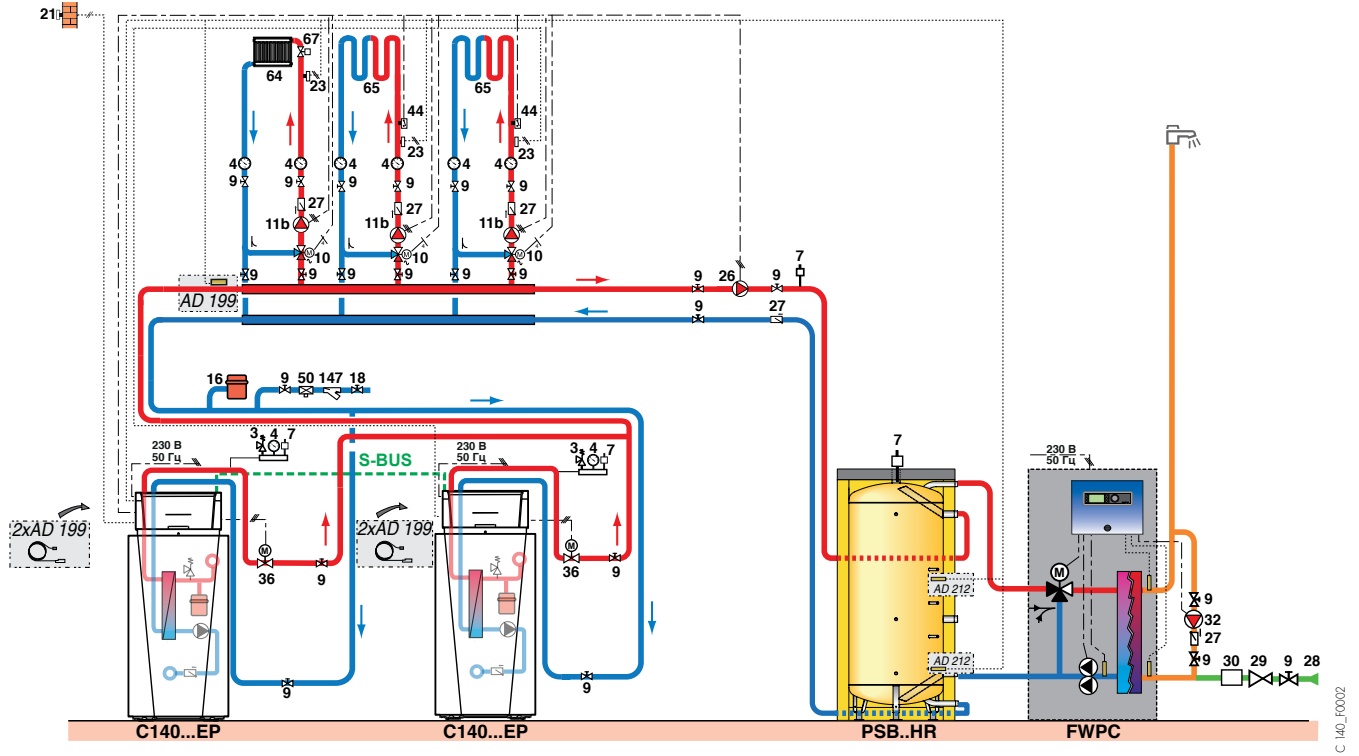 21
67
64
23
65
65
44
44
23
23
4
4
4
4
4
4
9
9
9
9
9
9
27
27
27
11b
11b
11b
10
10
10
9
9
9
9
9
9
AD 199
9
26
9
7
9
27
16
9
50
147
18
3
4
7
3
4
7
230 В
50 Гц
S-BUS
230 В
50 Гц
7
230 В
50 Гц
2xAD 199
2xAD 199
M
36
9
M
36
9
AD 212
M
AD 212
9
32
27
9
30
29
9
28
9
9
C140...EP
C140...EP
PSB..HR
FWPC
C 140_F0002